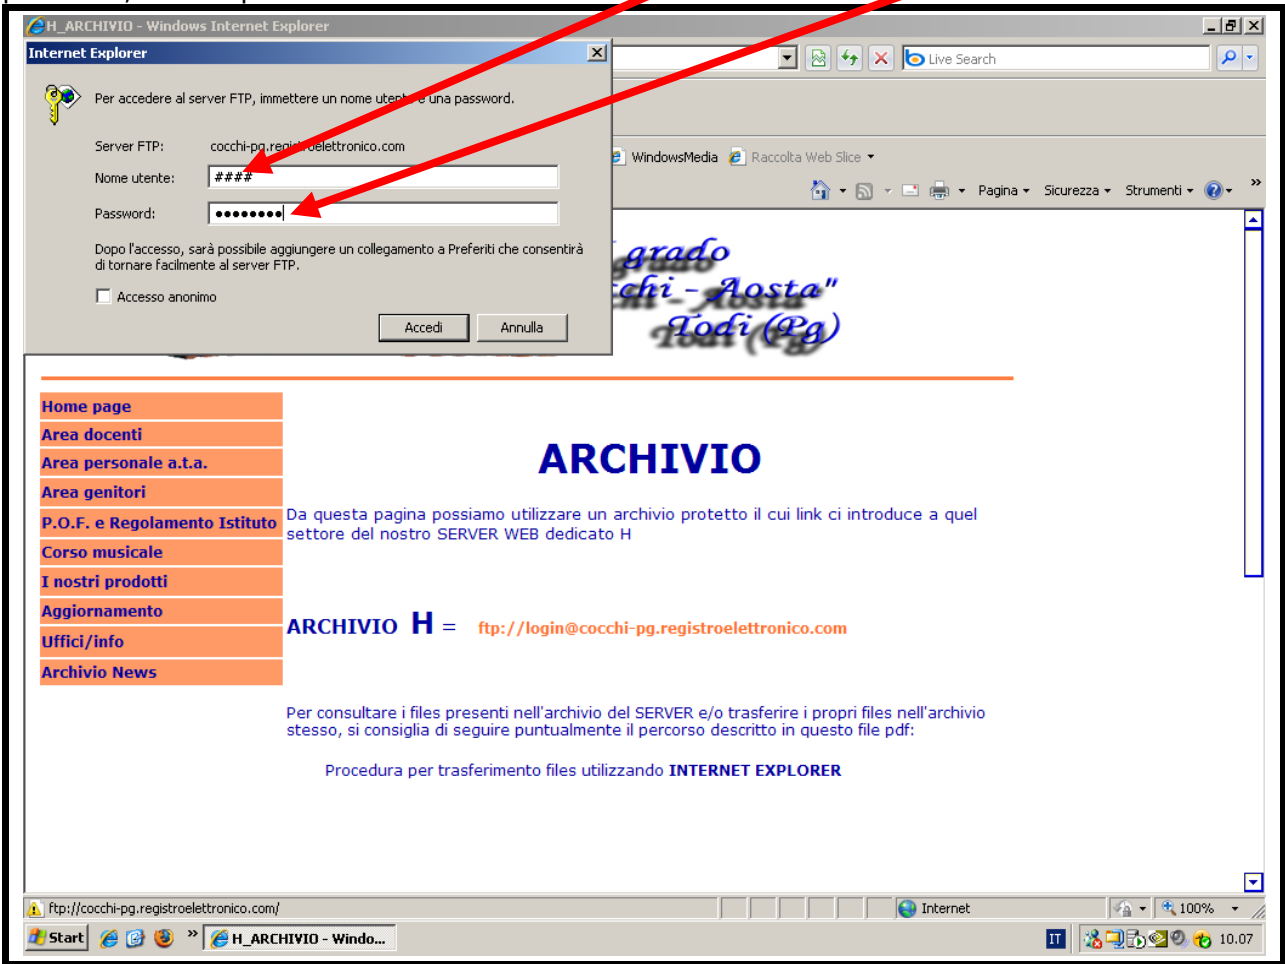 H_ARCHIVIO - Windows Internet Explorer
Internet Explorer
Live Search
Per accedere al server FTP, immettere un nome utente e una password.
Server FTP: cocchi-pg.registroelettronico.com
WindowsMedia Raccolta Web Slice
Nome utente: ####
Pagina Sicurezza Strumenti »
Password: ●●●●●●●●
Dopo l'accesso, sarà possibile aggiungere un collegamento a Preferiti che consentirà
di tornare facilmente al server FTP.
Accesso anonimo
Accedi Annulla
grado
chi - Aosta"
Todi (Pg)
Home page
Area docenti
Area personale a.t.a.
Area genitori
P.O.F. e Regolamento Istituto
Corso musicale
I nostri prodotti
Aggiornamento
Uffici/info
Archivio News
ARCHIVIO
Da questa pagina possiamo utilizzare un archivio protetto il cui link ci introduce a quel
settore del nostro SERVER WEB dedicato H
ARCHIVIO H = ftp://login@cocchi-pg.registroelettronico.com
Per consultare i files presenti nell'archivio del SERVER e/o trasferire i propri files nell'archivio
stesso, si consiglia di seguire puntualmente il percorso descritto in questo file pdf:
Procedura per trasferimento files utilizzando INTERNET EXPLORER
ftp://cocchi-pg.registroelettronico.com/
Internet
100%
Start » H_ARCHIVIO - Windo...
IT 10.07